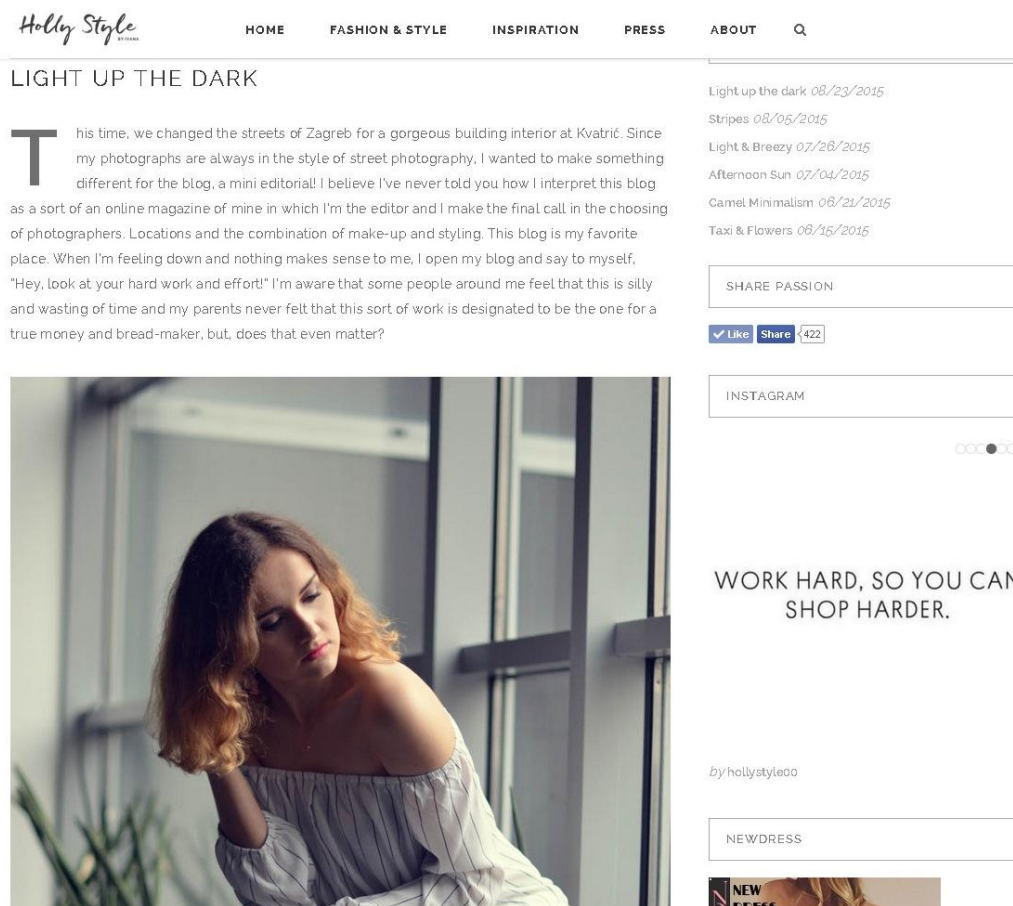 Holly Style
HOME
FASHION & STYLE
INSPIRATION
PRESS
ABOUT
LIGHT UP THE DARK
This time, we changed the streets of Zagreb for a gorgeous building interior at Kvatrić. Since
my photographs are always in the style of street photography, I wanted to make something
different for the blog, a mini editorial! I believe I've never told you how I interpret this blog
as a sort of an online magazine of mine in which I'm the editor and I make the final call in the choosing
of photographers. Locations and the combination of make-up and styling. This blog is my favorite
place. When I'm feeling down and nothing makes sense to me, I open my blog and say to myself,
"Hey, look at your hard work and effort!" I'm aware that some people around me feel that this is silly
and wasting of time and my parents never felt that this sort of work is designated to be the one for a
true money and bread-maker, but, does that even matter?
Light up the dark 08/23/2015
Stripes 08/05/2015
Light & Breezy 07/26/2015
Afternoon Sun 07/04/2015
Camel Minimalism 06/21/2015
Taxi & Flowers 06/15/2015
SHARE PASSION
Like Share 422
INSTAGRAM
WORK HARD, SO YOU CAN
SHOP HARDER.
by hollystyle00
NEWDRESS
NEW
DRESS